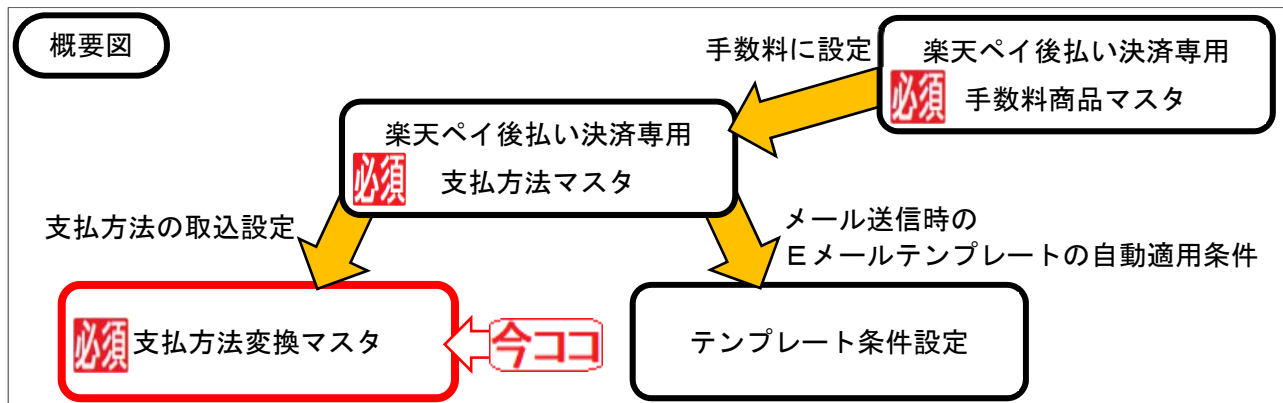 概要図
手数料に設定
楽天ペイ後払い決済専用
必須 手数料商品マスタ
楽天ペイ後払い決済専用
必須 支払方法マスタ
支払方法の取込設定
メール送信時の
Ｅメールテンプレートの自動適用条件
必須 支払方法変換マスタ
今ココ
テンプレート条件設定